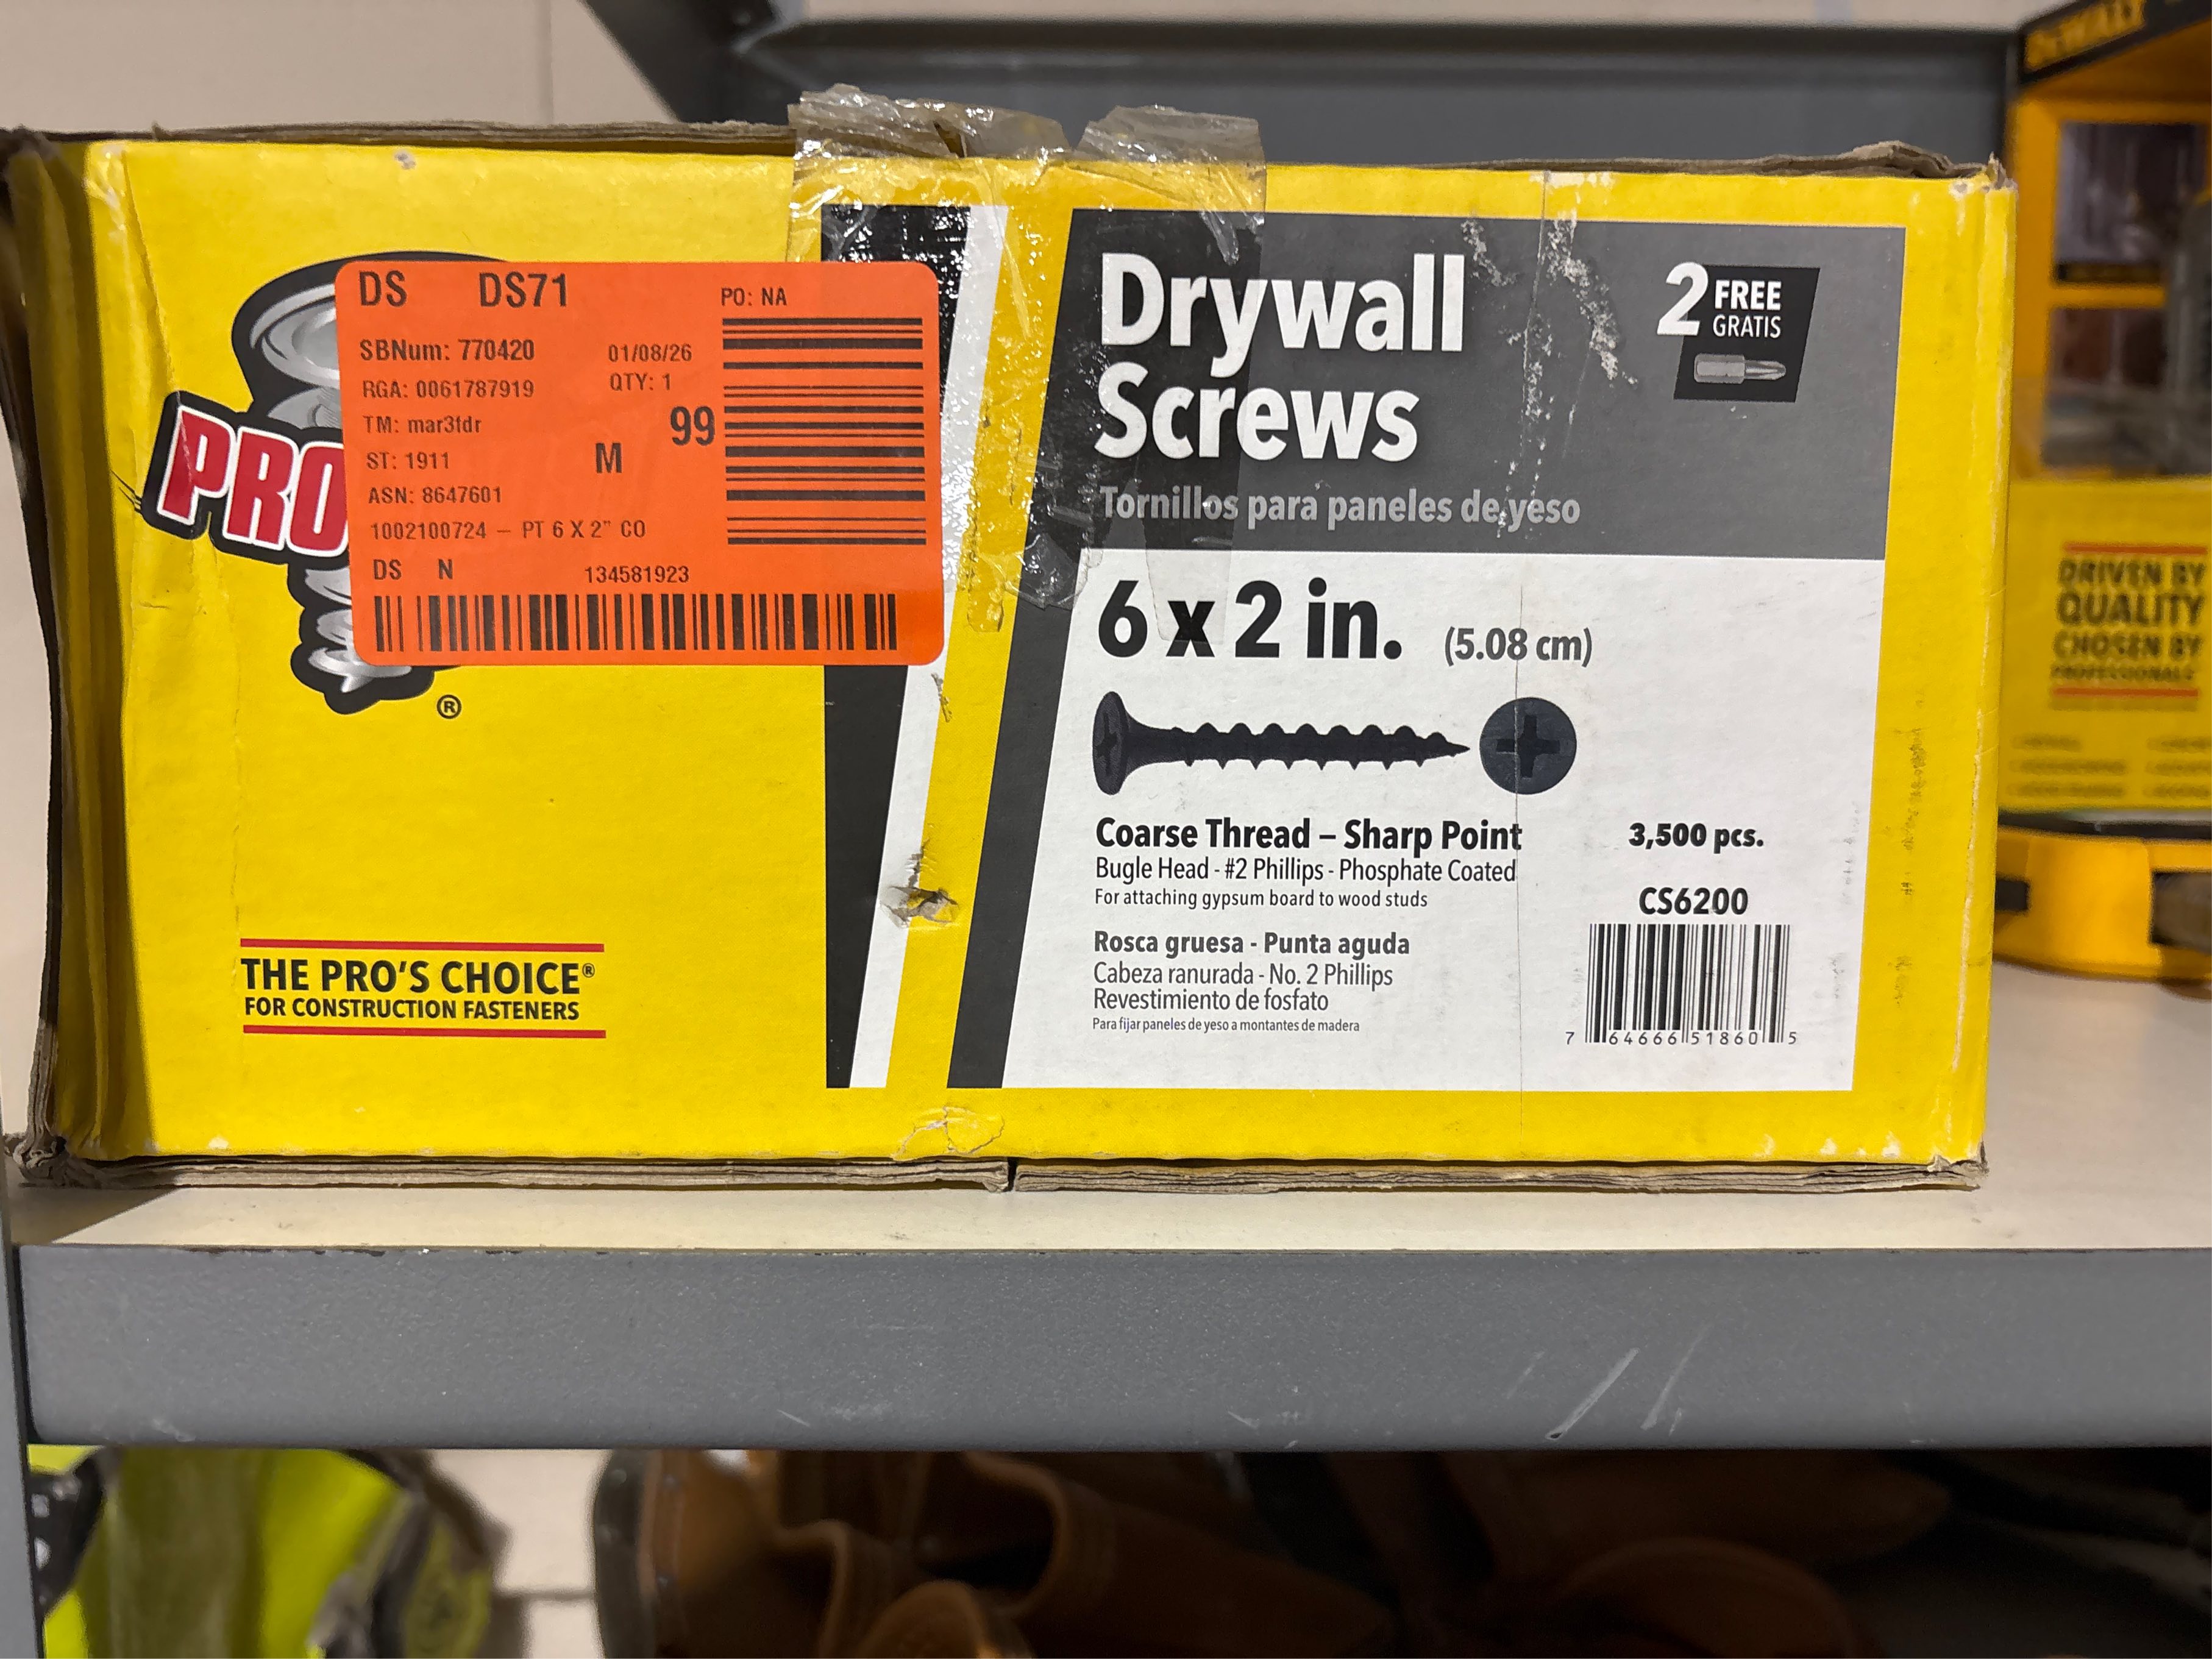 DS DS71 PO: NA
SBNum: 770420 01/08/26
RGA: 0061787919 QTY: 1
TM: mar3fdr 99
ST: 1911 M
ASN: 8647601
1002100724 – PT 6 X 2" CO
DS N 134581923
PRO
®
THE PRO'S CHOICE®
FOR CONSTRUCTION FASTENERS
Drywall
Screws
Tornillos para paneles de yeso
2 FREE
GRATIS
6 x 2 in. (5.08 cm)
Coarse Thread – Sharp Point
Bugle Head - #2 Phillips - Phosphate Coated
For attaching gypsum board to wood studs
Rosca gruesa - Punta aguda
Cabeza ranurada - No. 2 Phillips
Revestimiento de fosfato
Para fijar paneles de yeso a montantes de madera
3,500 pcs.
CS6200
7 64666 51860 5
DEWALT
DRIVEN BY
QUALITY
CHOSEN BY
PROFESSIONALS